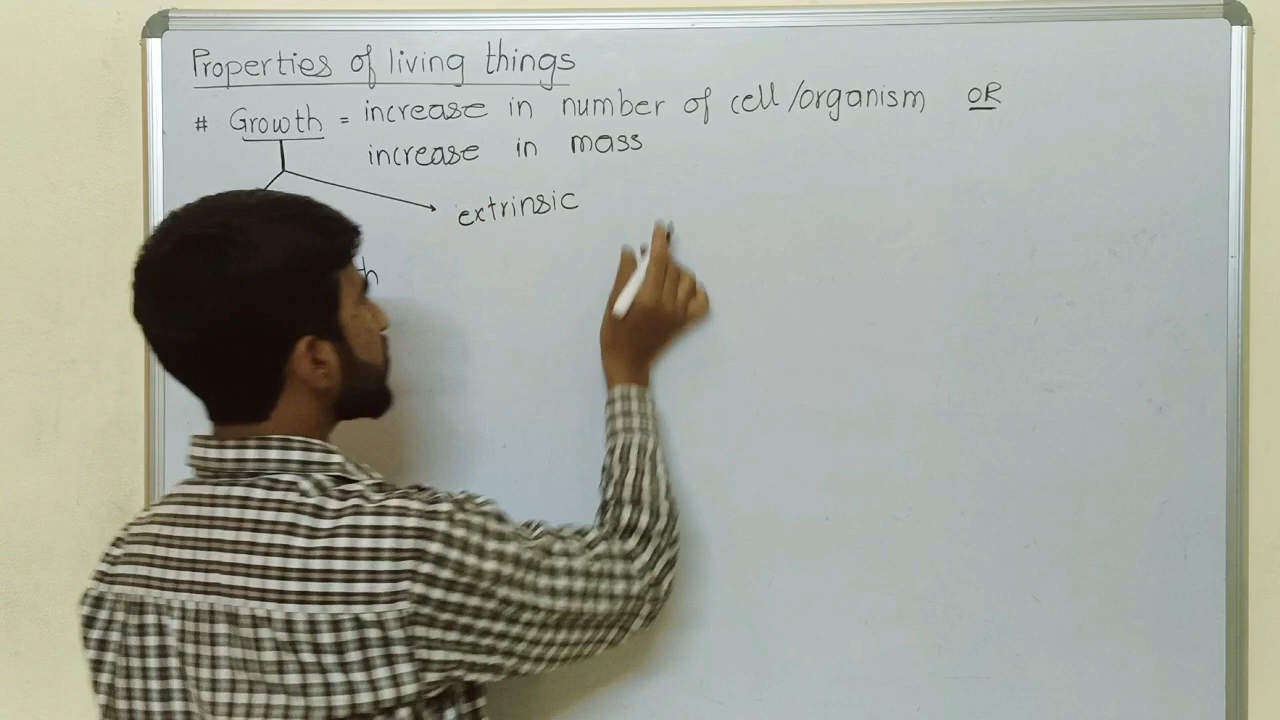 Properties of living things
# Growth = increase in number of cell/organism OR
increase in mass
extrinsic